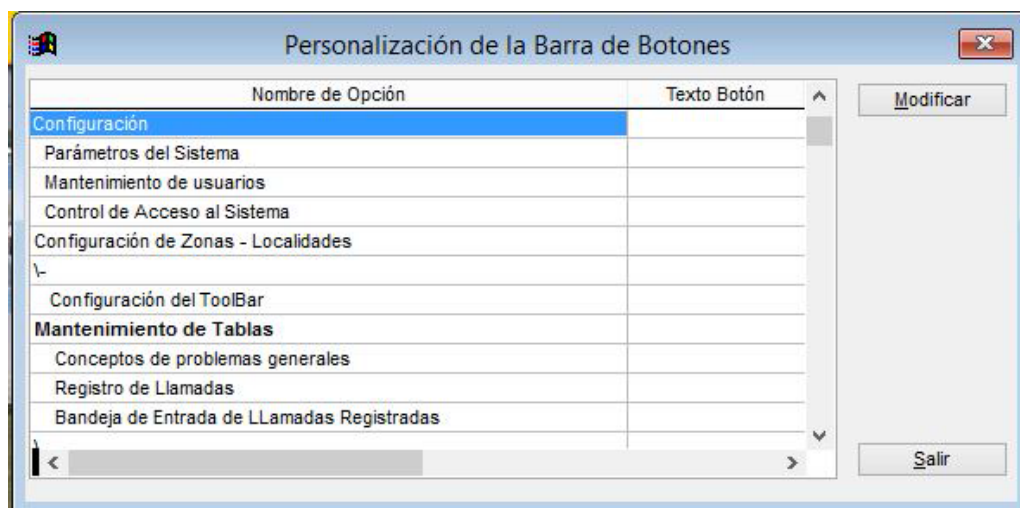 Personalización de la Barra de Botones
Nombre de Opción Texto Botón
Modificar
Configuración
Parámetros del Sistema
Mantenimiento de usuarios
Control de Acceso al Sistema
Configuración de Zonas - Localidades
\-
Configuración del ToolBar
Mantenimiento de Tablas
Conceptos de problemas generales
Registro de Llamadas
Bandeja de Entrada de LLamadas Registradas
Salir